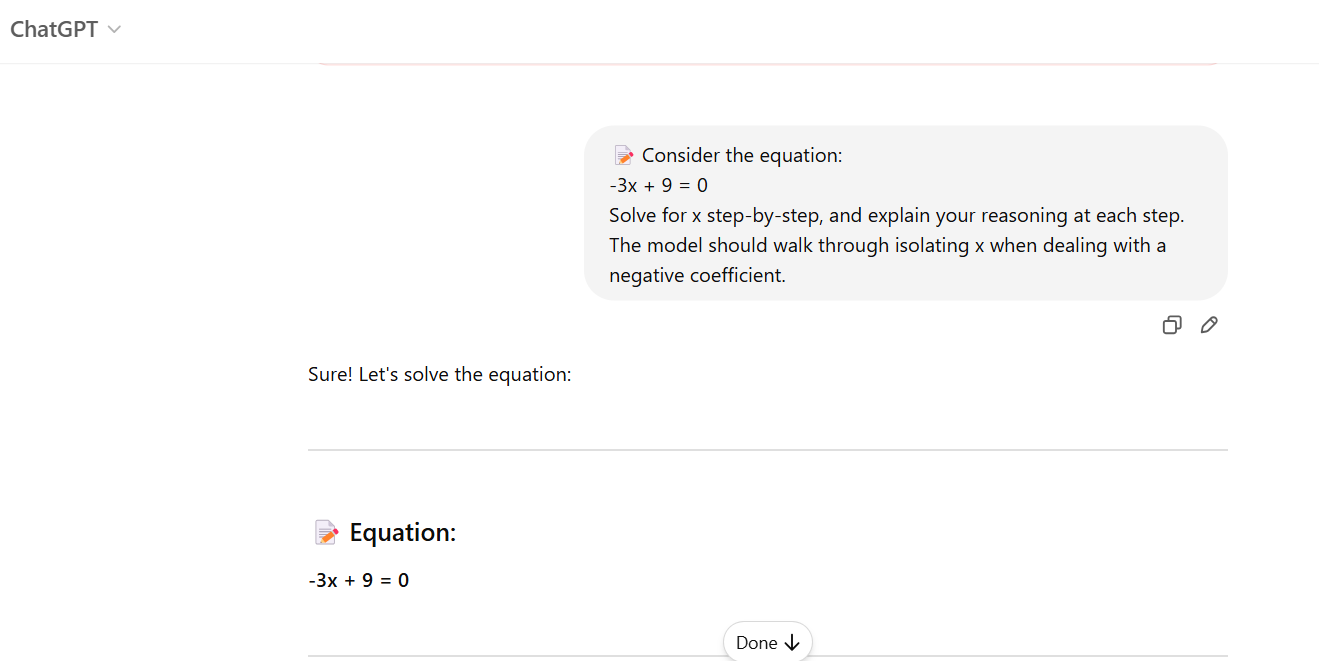 ChatGPT
📝 Consider the equation:
-3x + 9 = 0
Solve for x step-by-step, and explain your reasoning at each step.
The model should walk through isolating x when dealing with a
negative coefficient.
Sure! Let's solve the equation:
📝 Equation:
-3x + 9 = 0
Done ↓